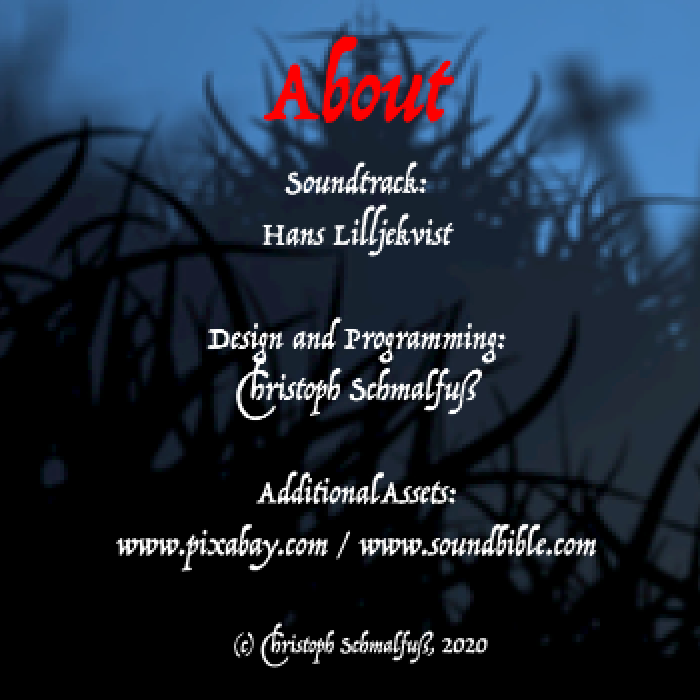 About
Soundtrack:
Hans Lilljekvist
Design and Programming:
Christoph Schmalfuß
Additional Assets:
www.pixabay.com / www.soundbible.com
(c) Christoph Schmalfuß, 2020